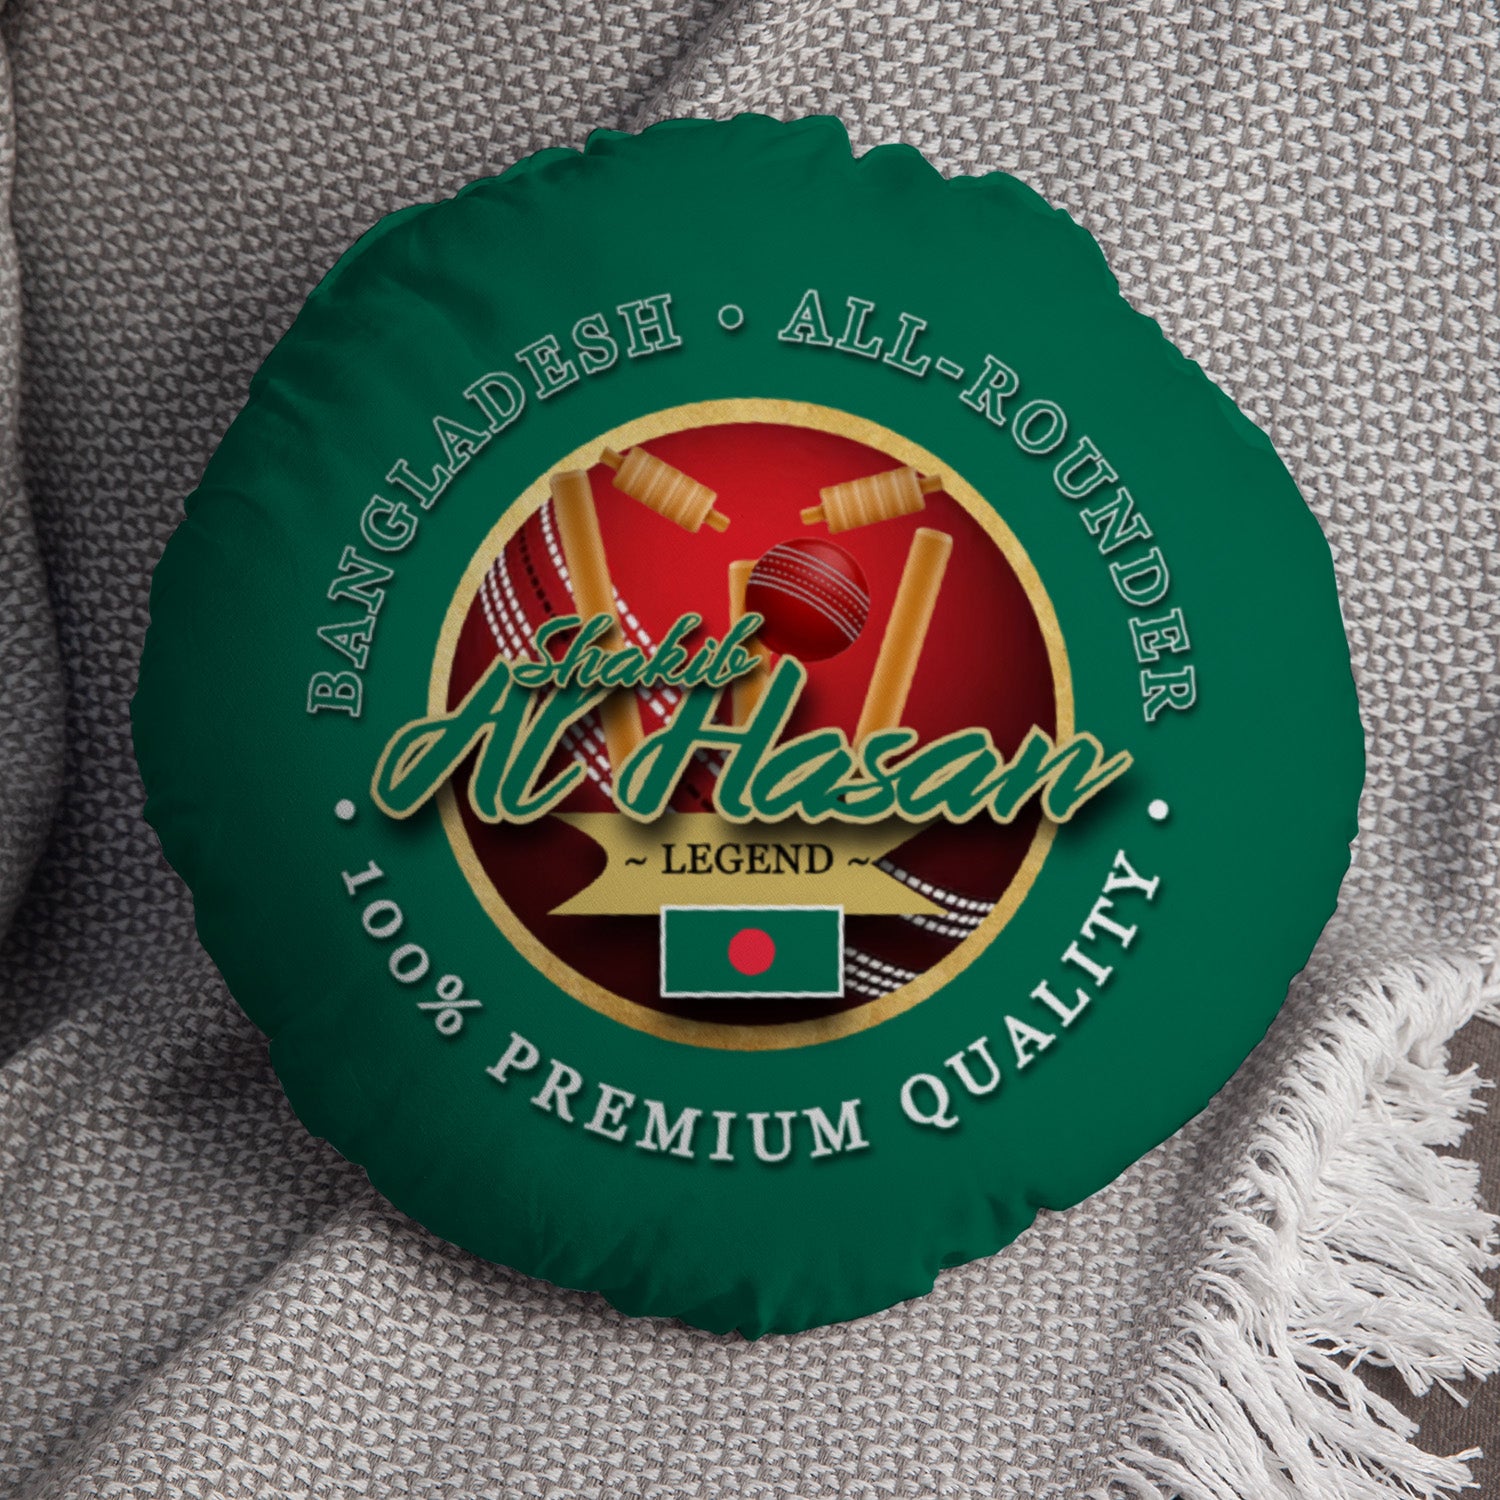 BANGLADESH • ALL-ROUNDER
Shakib
Al Hasan
~ LEGEND ~
• 100% PREMIUM QUALITY •